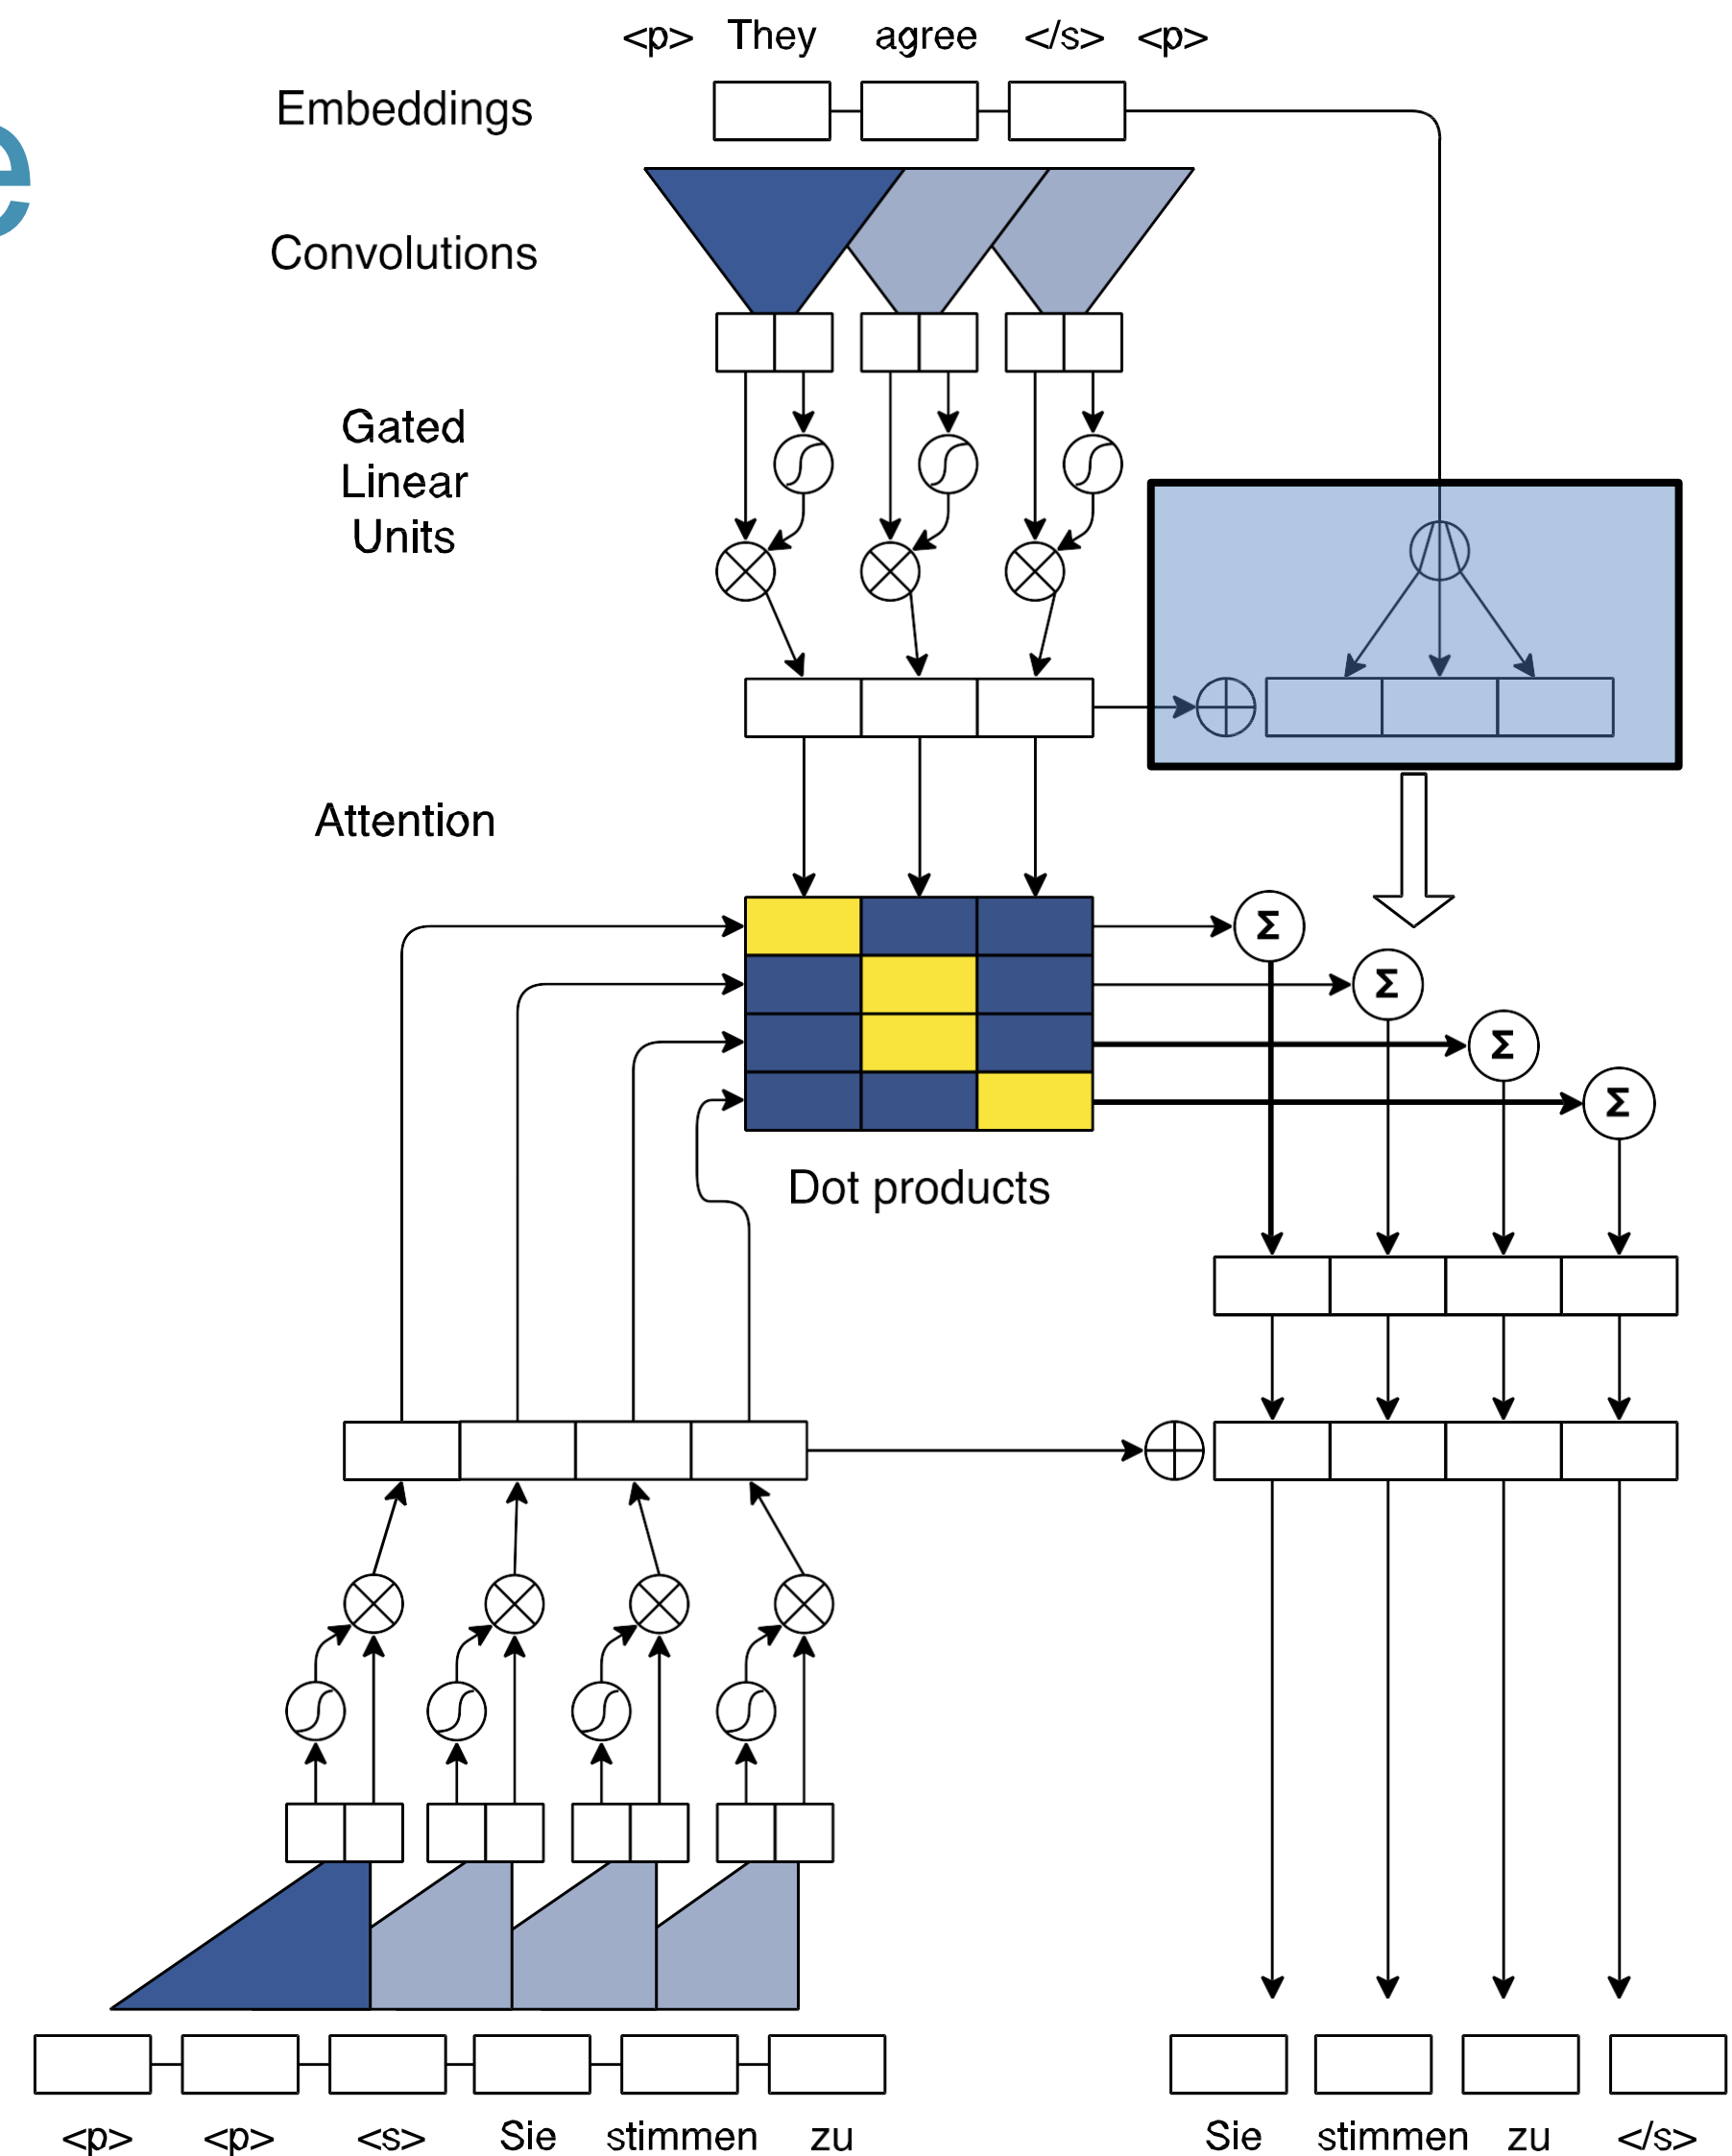 <p> They agree </s> <p>
Embeddings
e
Convolutions
Gated
Linear
Units
Attention
Σ
Σ
Σ
Σ
Dot products
<p> <p> <s> Sie stimmen zu
Sie stimmen zu </s>